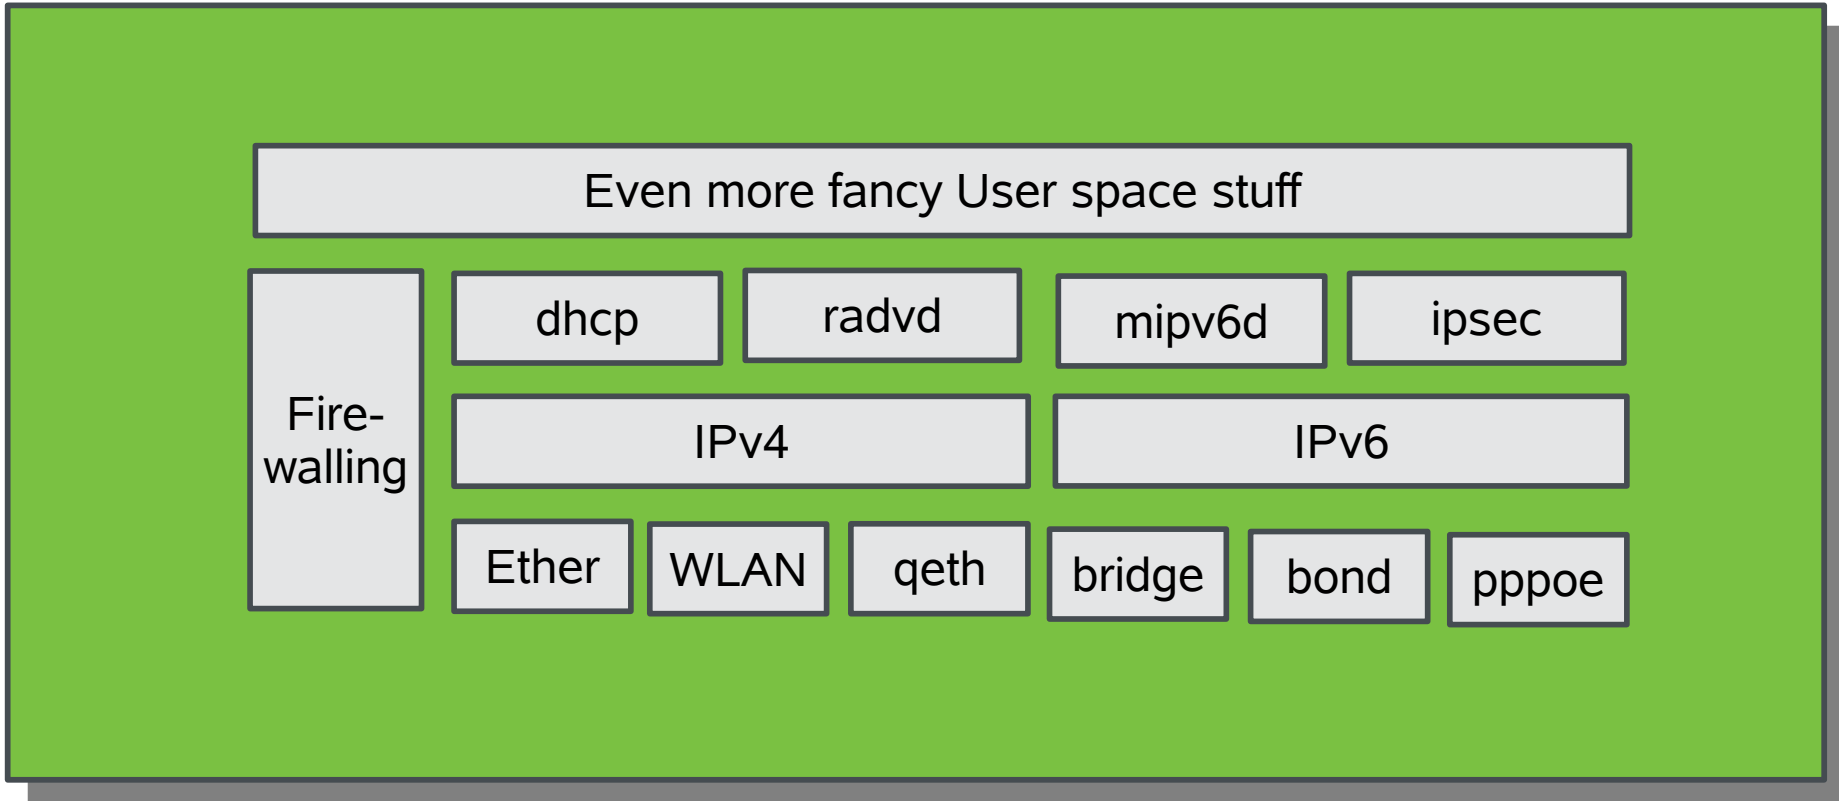 Even more fancy User space stuff
Fire-
walling
dhcp
radvd
mipv6d
ipsec
IPv4
IPv6
Ether
WLAN
qeth
bridge
bond
pppoe